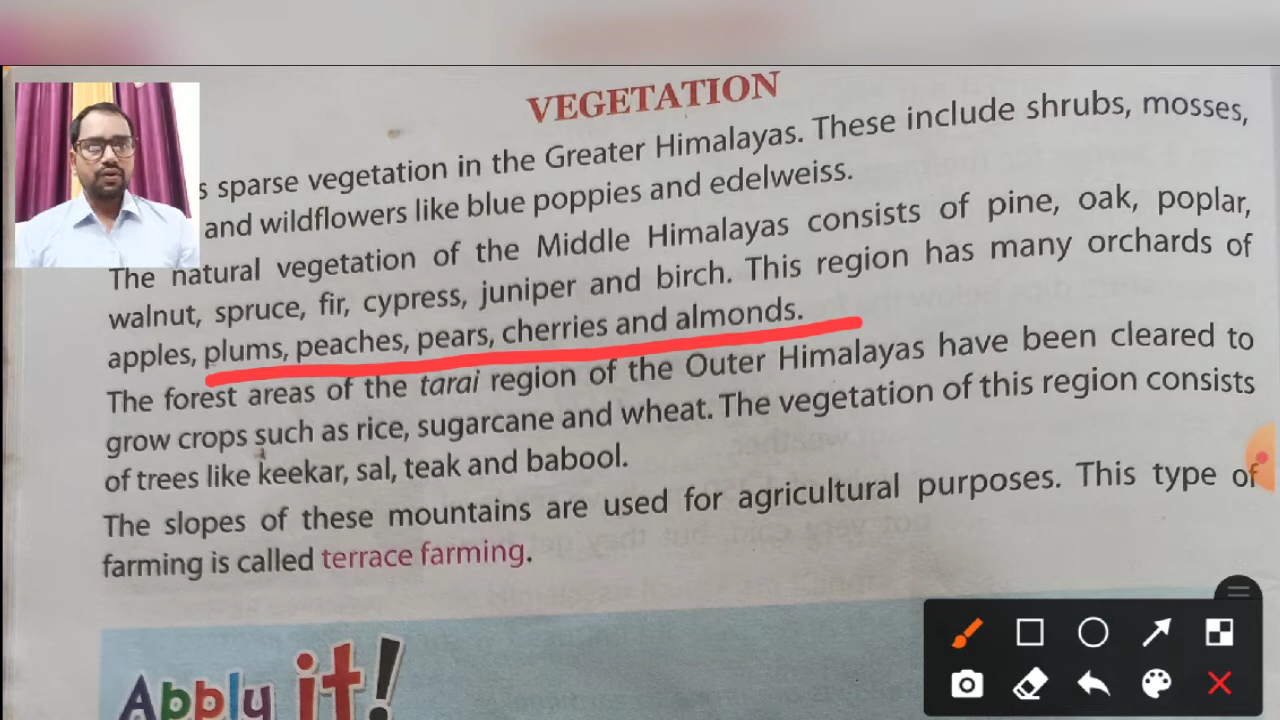 VEGETATION
s sparse vegetation in the Greater Himalayas. These include shrubs, mosses,
and wildflowers like blue poppies and edelweiss.
The natural vegetation of the Middle Himalayas consists of pine, oak, poplar,
walnut, spruce, fir, cypress, juniper and birch. This region has many orchards of
apples, plums, peaches, pears, cherries and almonds.
The forest areas of the tarai region of the Outer Himalayas have been cleared to
grow crops such as rice, sugarcane and wheat. The vegetation of this region consists
of trees like keekar, sal, teak and babool.
The slopes of these mountains are used for agricultural purposes. This type of
farming is called terrace farming.
Apply it!